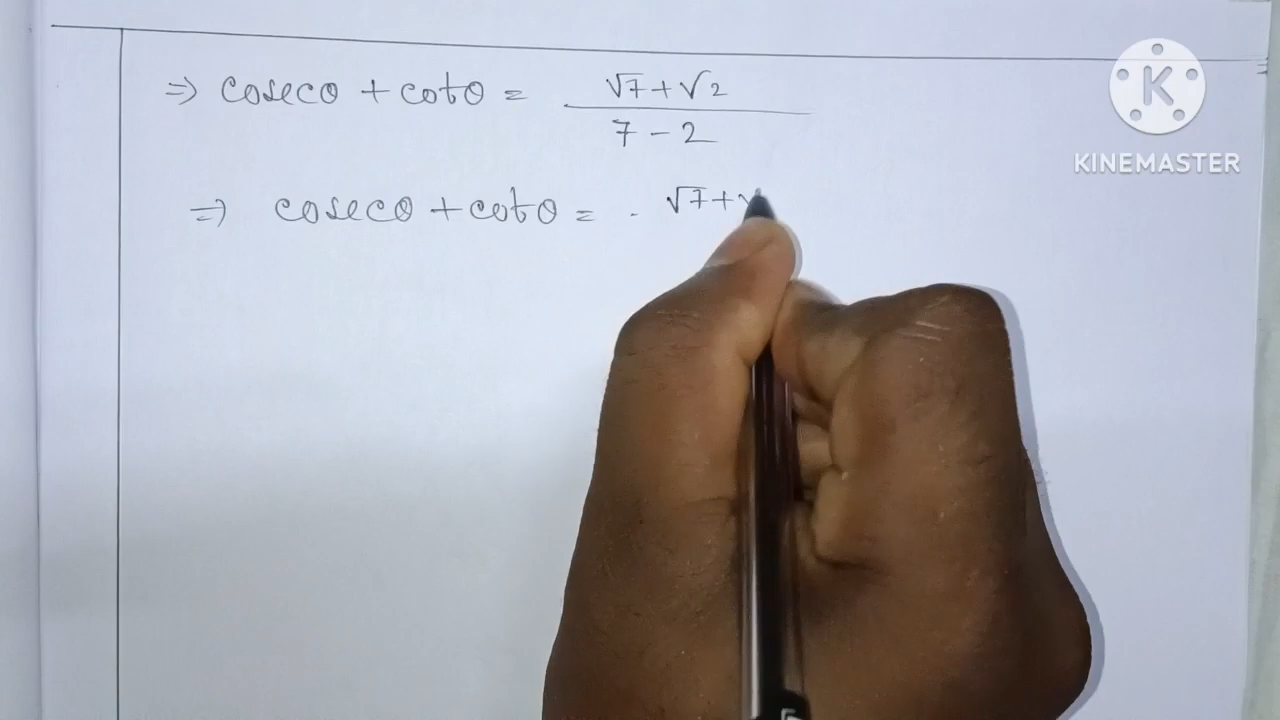 ⇒ cosecθ + cotθ = √7+√2 / 7-2
⇒ cosecθ + cotθ = √7+√
KINEMASTER